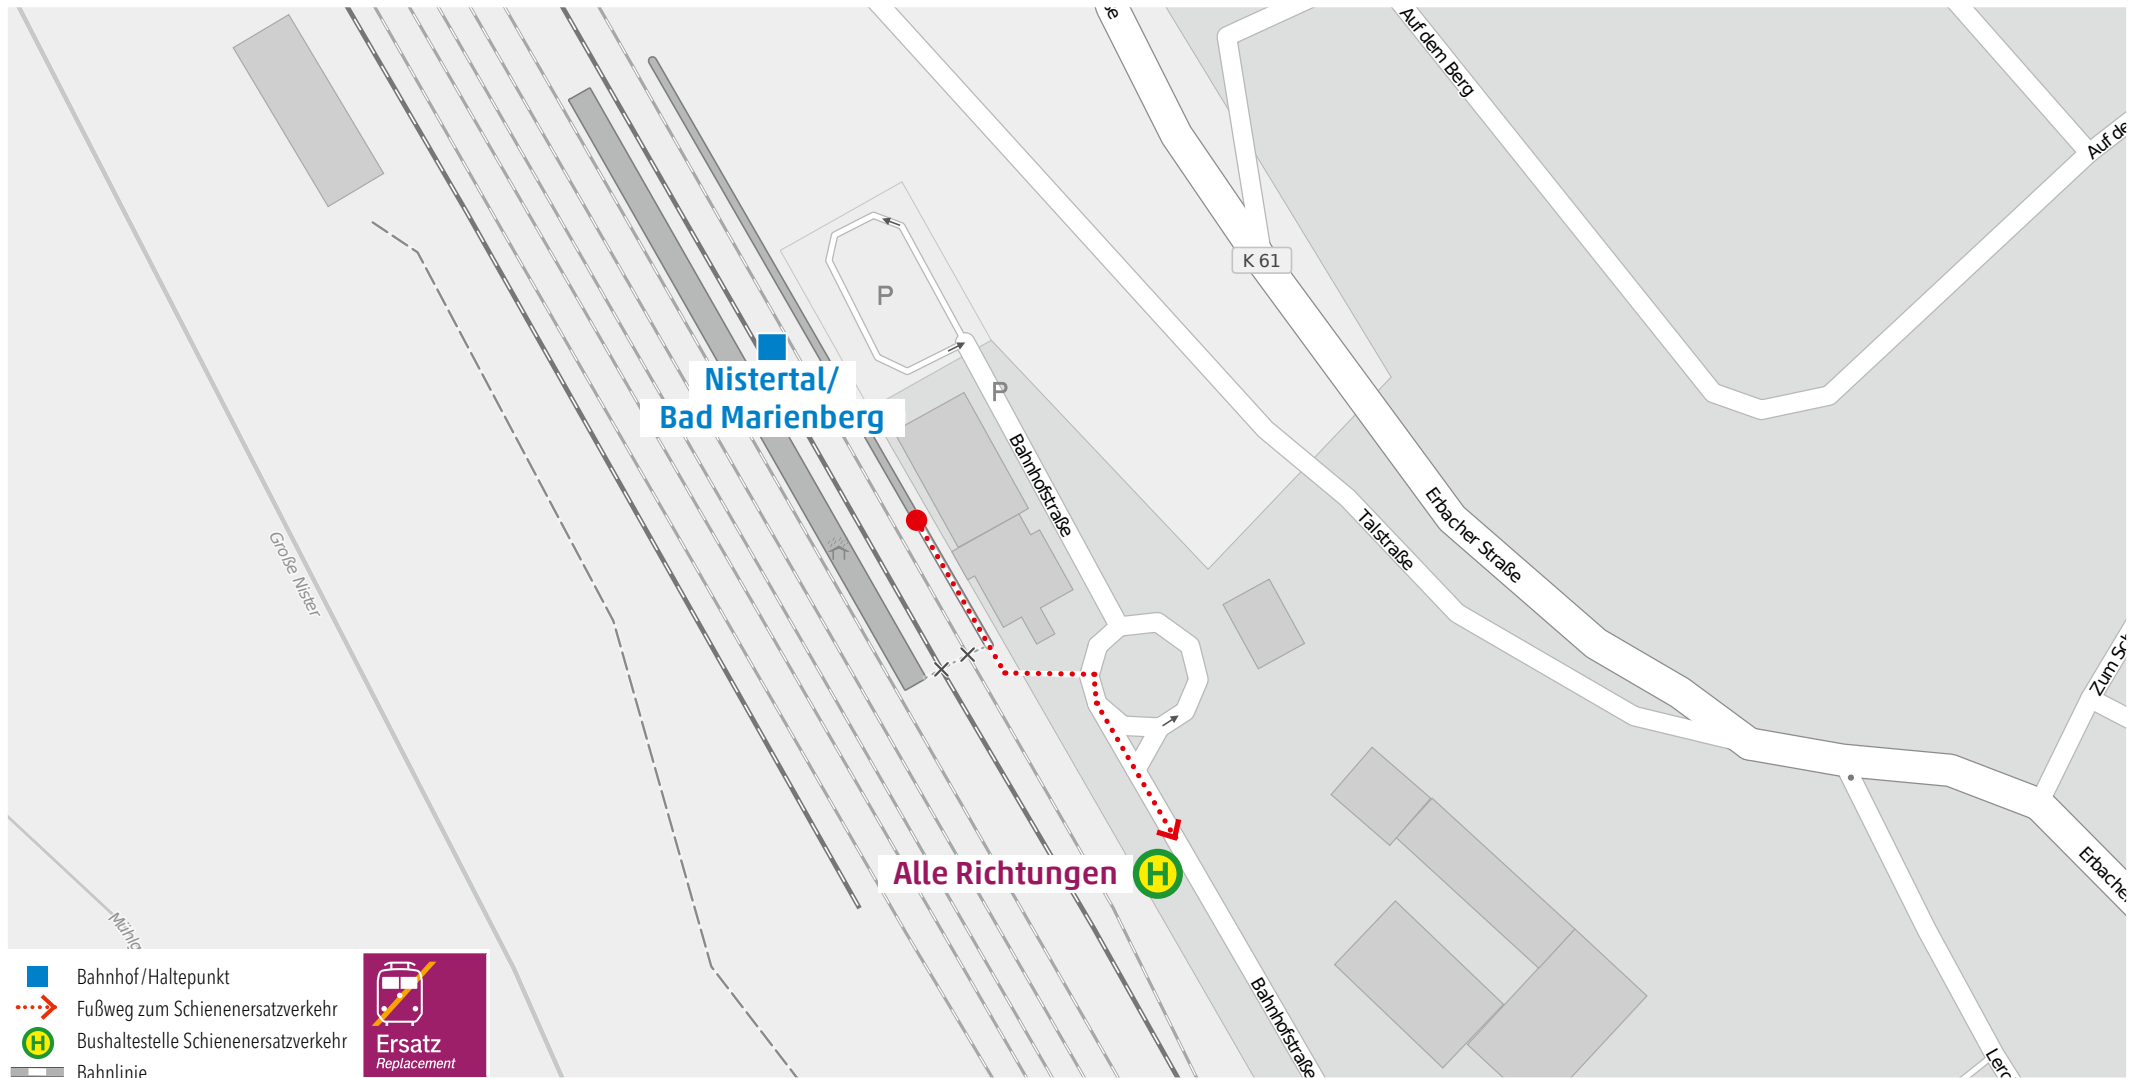 Auf dem Berg
K 61
P
Nistertal/
Bad Marienberg
P
Bahnhofstraße
Erbacher Straße
Talstraße
Große Nister
Alle Richtungen
H
Bahnhofstraße
Bahnhof/Haltepunkt
Fußweg zum Schienenersatzverkehr
H
Bushaltestelle Schienenersatzverkehr
Bahnlinie
Ersatz
Replacement